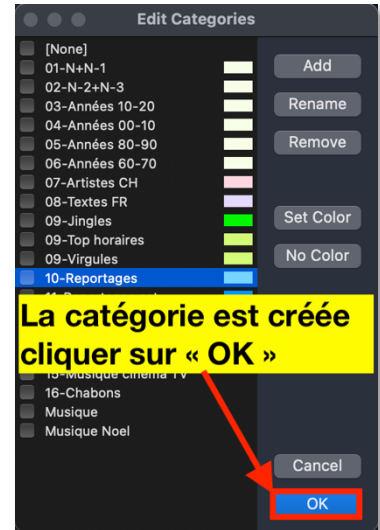 Edit Categories
[None]
01-N+N-1
02-N-2+N-3
03-Années 10-20
04-Années 00-10
05-Années 80-90
06-Années 60-70
07-Artistes CH
08-Textes FR
09-Jingles
09-Top horaires
09-Virgules
10-Reportages
La catégorie est créée
cliquer sur « OK »
15-Musique cinéma TV
16-Chabons
Musique
Musique Noel
Add
Rename
Remove
Set Color
No Color
Cancel
OK